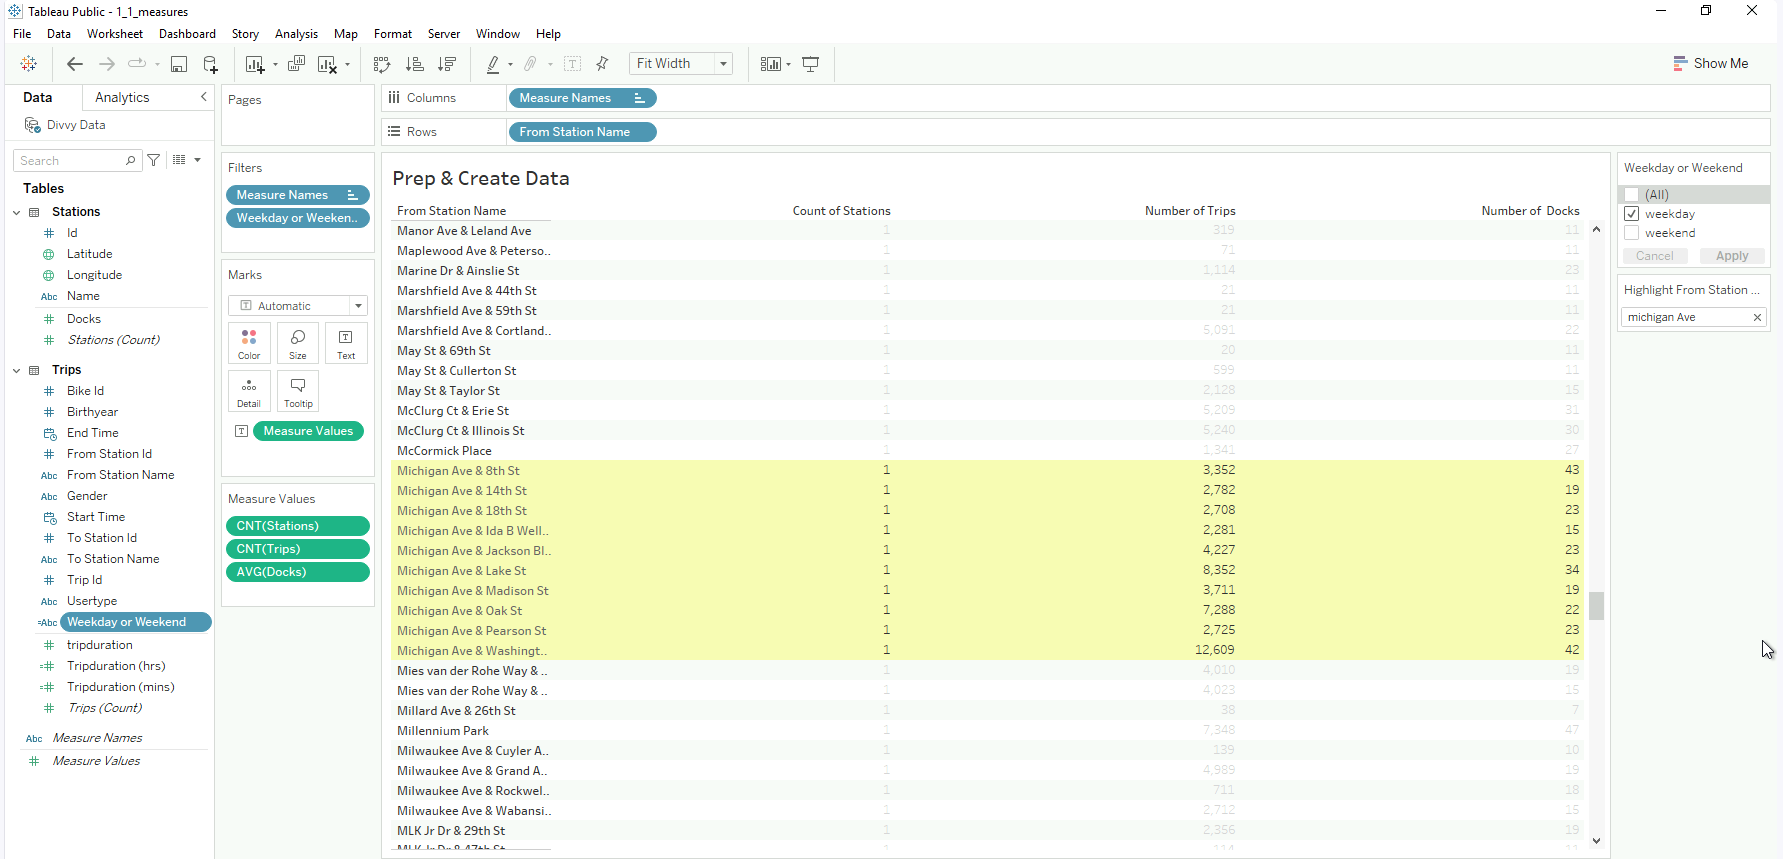 Tableau Public - 1_1_measures
File Data Worksheet Dashboard Story Analysis Map Format Server Window Help
Fit Width
Show Me
Data Analytics
Divvy Data
Search
Tables
Stations
# Id
Latitude
Longitude
Abc Name
# Docks
# Stations (Count)
Trips
# Bike Id
# Birthyear
End Time
# From Station Id
Abc From Station Name
Abc Gender
Start Time
# To Station Id
Abc To Station Name
Abc Trip Id
Abc Usertype
=Abc Weekday or Weekend
# tripduration
=# Tripduration (hrs)
=# Tripduration (mins)
# Trips (Count)
Abc Measure Names
# Measure Values
Pages
Filters
Measure Names
Weekday or Weeken..
Marks
T Automatic
Color Size T Text
Detail Tooltip
T Measure Values
Measure Values
CNT(Stations)
CNT(Trips)
AVG(Docks)
Columns Measure Names
Rows From Station Name
Prep & Create Data
From Station Name Count of Stations Number of Trips Number of Docks
Manor Ave & Leland Ave 1 319 11
Maplewood Ave & Peterso.. 1 71 11
Marine Dr & Ainslie St 1 1,114 23
Marshfield Ave & 44th St 1 21 11
Marshfield Ave & 59th St 1 21 11
Marshfield Ave & Cortland.. 1 5,091 22
May St & 69th St 1 20 11
May St & Cullerton St 1 599 11
May St & Taylor St 1 2,128 15
McClurg Ct & Erie St 1 5,209 31
McClurg Ct & Illinois St 1 5,240 30
McCormick Place 1 1,341 27
Michigan Ave & 8th St 1 3,352 43
Michigan Ave & 14th St 1 2,782 19
Michigan Ave & 18th St 1 2,708 23
Michigan Ave & Ida B Well.. 1 2,281 15
Michigan Ave & Jackson Bl.. 1 4,227 23
Michigan Ave & Lake St 1 8,352 34
Michigan Ave & Madison St 1 3,711 19
Michigan Ave & Oak St 1 7,288 22
Michigan Ave & Pearson St 1 2,725 23
Michigan Ave & Washingt.. 1 12,609 42
Mies van der Rohe Way & .. 1 4,010 19
Mies van der Rohe Way & .. 1 4,023 15
Millard Ave & 26th St 1 38 7
Millennium Park 1 7,348 47
Milwaukee Ave & Cuyler A.. 1 139 10
Milwaukee Ave & Grand A.. 1 4,989 19
Milwaukee Ave & Rockwel.. 1 711 18
Milwaukee Ave & Wabansi.. 1 2,712 15
MLK Jr Dr & 29th St 1 2,356 19
MLK Jr Dr & 47th St 1 114 11
Weekday or Weekend
(All)
weekday
weekend
Cancel Apply
Highlight From Station ...
michigan Ave